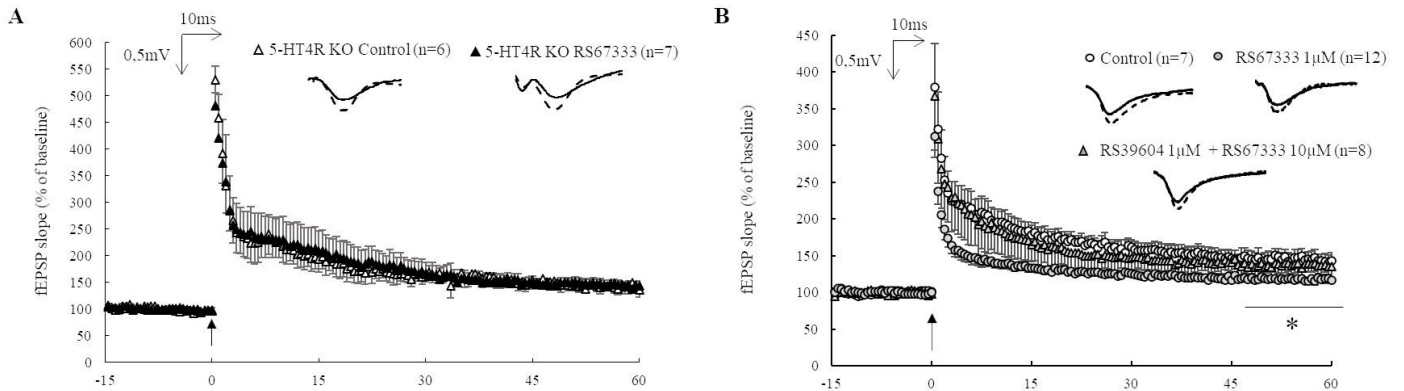 A
10ms
0,5mV
5-HT4R KO Control (n=6)
5-HT4R KO RS67333 (n=7)
fEPSP slope (% of baseline)
600
550
500
450
400
350
300
250
200
150
100
50
0
-15
0
15
30
45
60
B
10ms
0,5mV
Control (n=7)
RS67333 1µM (n=12)
RS39604 1µM + RS67333 10µM (n=8)
fEPSP slope (% of baseline)
450
400
350
300
250
200
150
100
50
0
*
-15
0
15
30
45
60